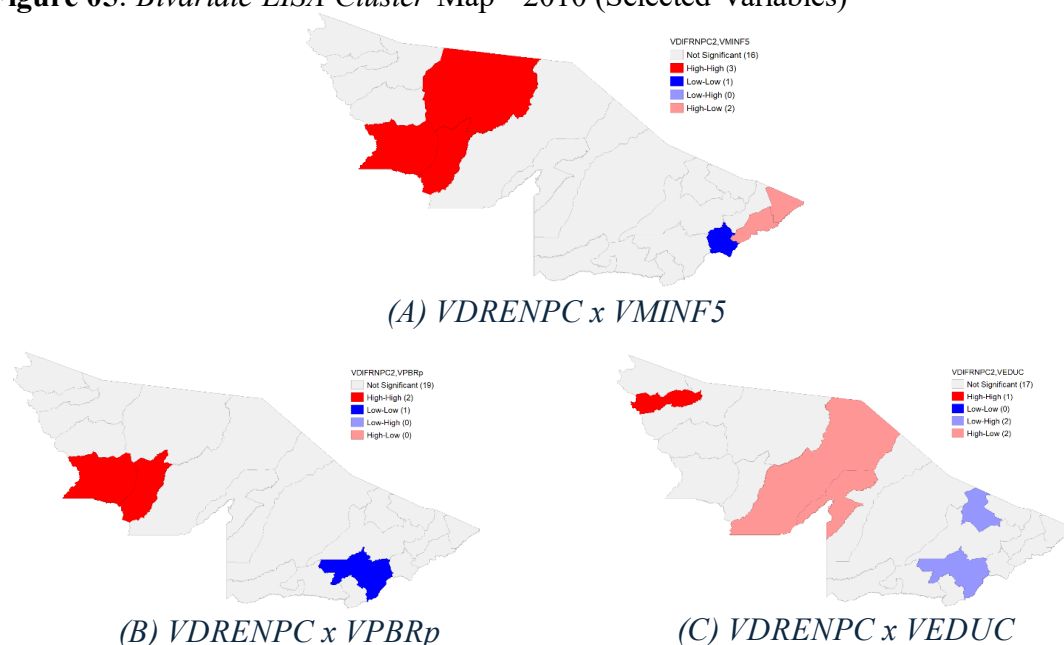 Figure 03. Bivariate LISA Cluster Map - 2010 (Selected Variables)
VDIFRNPC2,VMINF5
Not Significant (16)
High-High (3)
Low-Low (1)
Low-High (0)
High-Low (2)
(A) VDRENPC x VMINF5
VDIFRNPC2,VPBRp
Not Significant (19)
High-High (2)
Low-Low (1)
Low-High (0)
High-Low (0)
(B) VDRENPC x VPBRp
VDIFRNPC2,VEDUC
Not Significant (17)
High-High (1)
Low-Low (0)
Low-High (2)
High-Low (2)
(C) VDRENPC x VEDUC